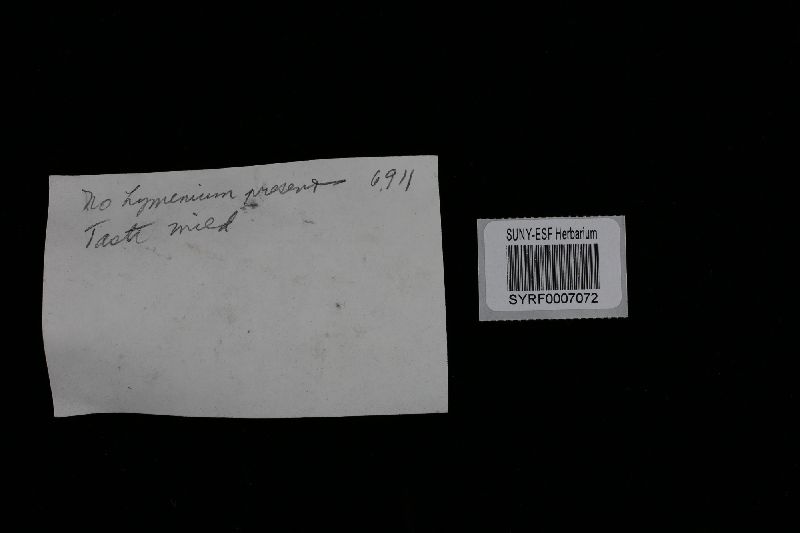 No hymenium present 6911
Taste mild
SUNY-ESF Herbarium
SYRF0007072